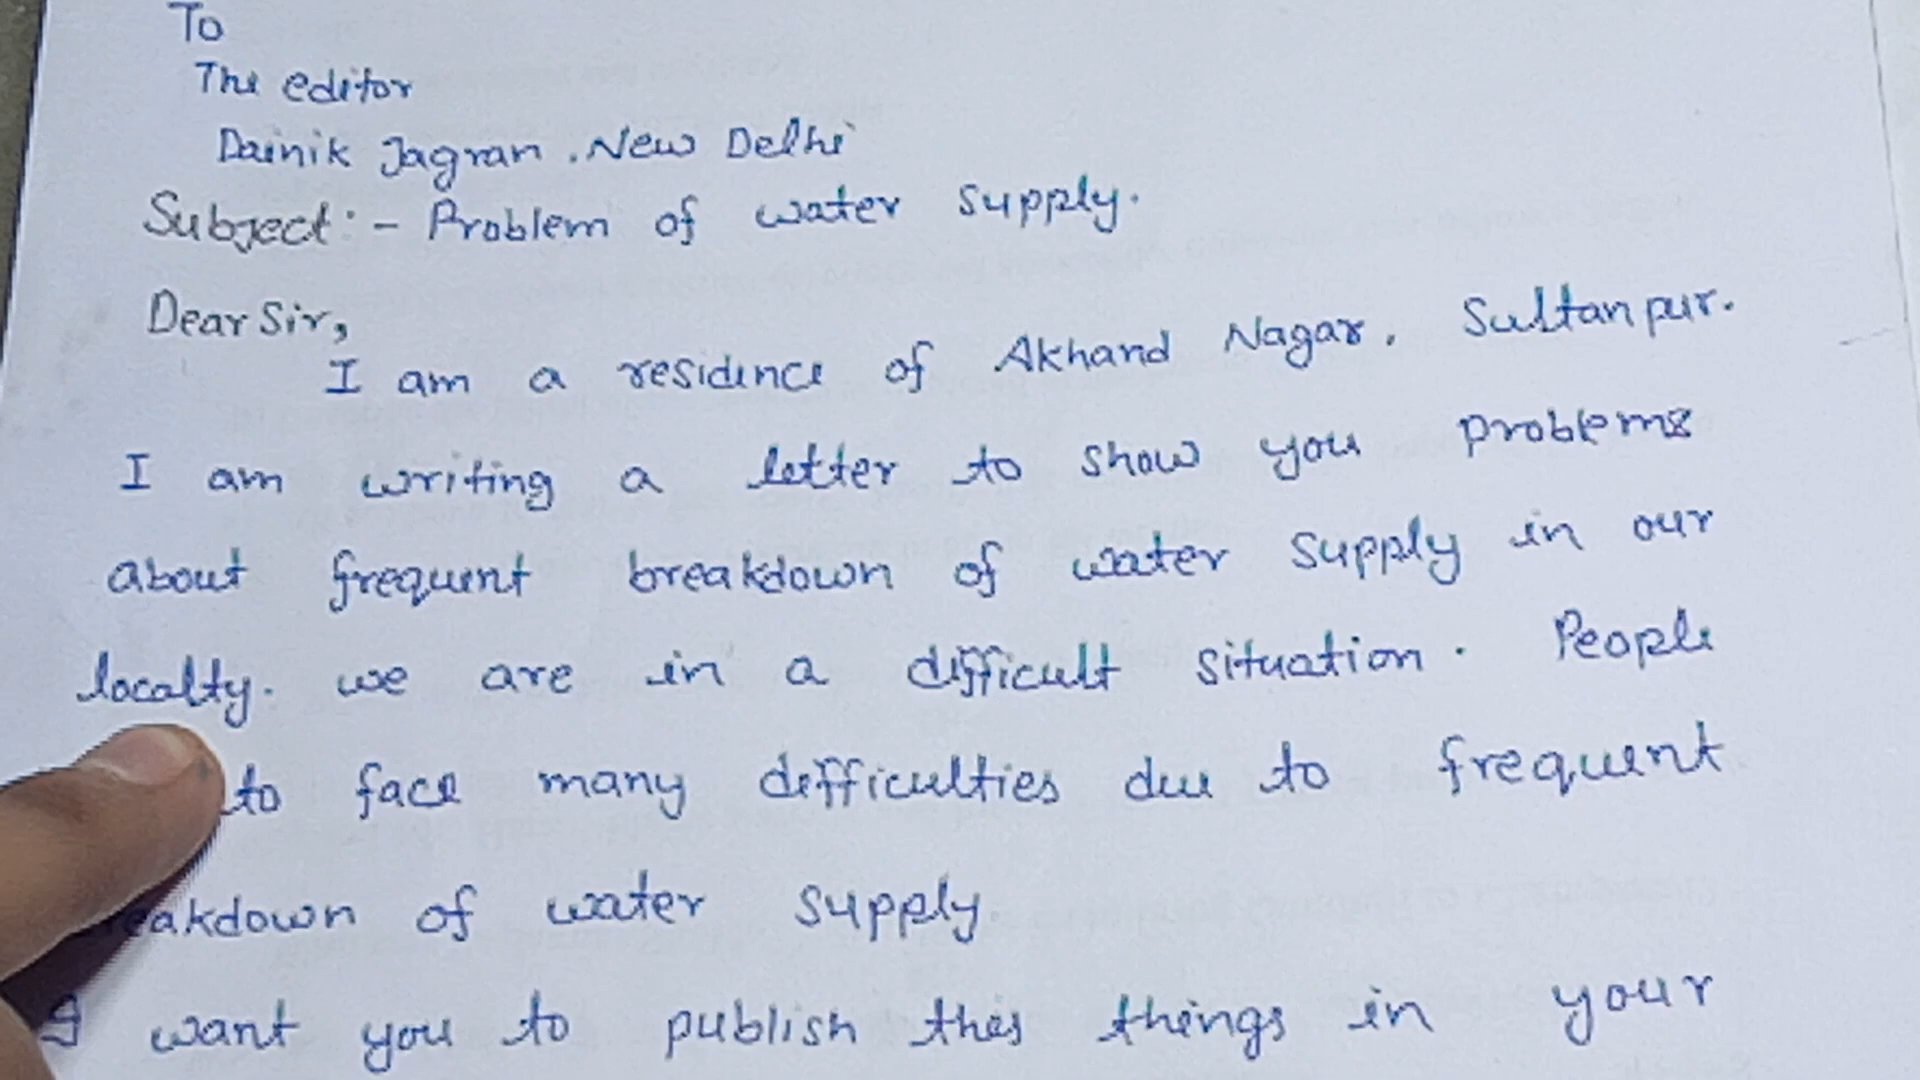 To
The editor
Dainik Jagran, New Delhi
Subject:- Problem of water supply.
Dear Sir,
I am a residence of Akhand Nagar, Sultanpur.
I am writing a letter to show you problems
about frequent breakdown of water supply in our
localty. we are in a difficult situation. People
to face many difficulties due to frequent
eakdown of water supply.
I want you to publish this things in your